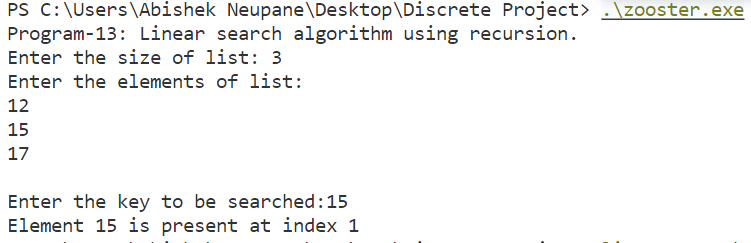 PS C:\Users\Abishek Neupane\Desktop\Discrete Project> .\zooster.exe
Program-13: Linear search algorithm using recursion.
Enter the size of list: 3
Enter the elements of list:
12
15
17
Enter the key to be searched:15
Element 15 is present at index 1